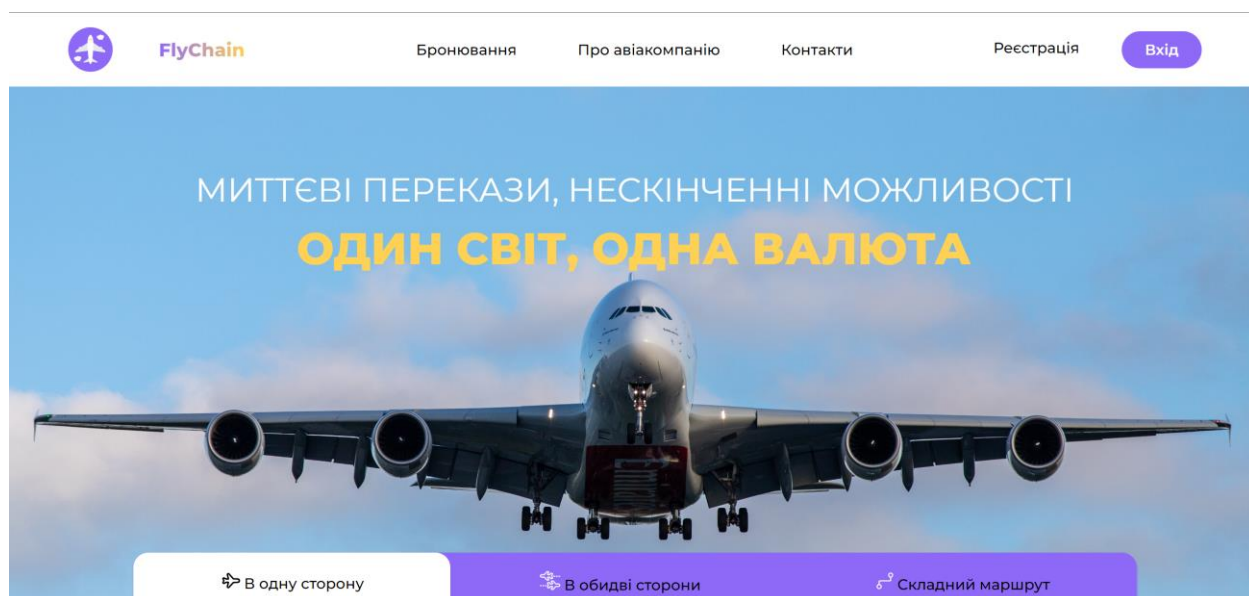 FlyChain
Бронювання
Про авіакомпанію
Контакти
Реєстрація
Вхід
МИТТЄВІ ПЕРЕКАЗИ, НЕСКІНЧЕННІ МОЖЛИВОСТІ
ОДИН СВІТ, ОДНА ВАЛЮТА
В одну сторону
В обидві сторони
Складний маршрут